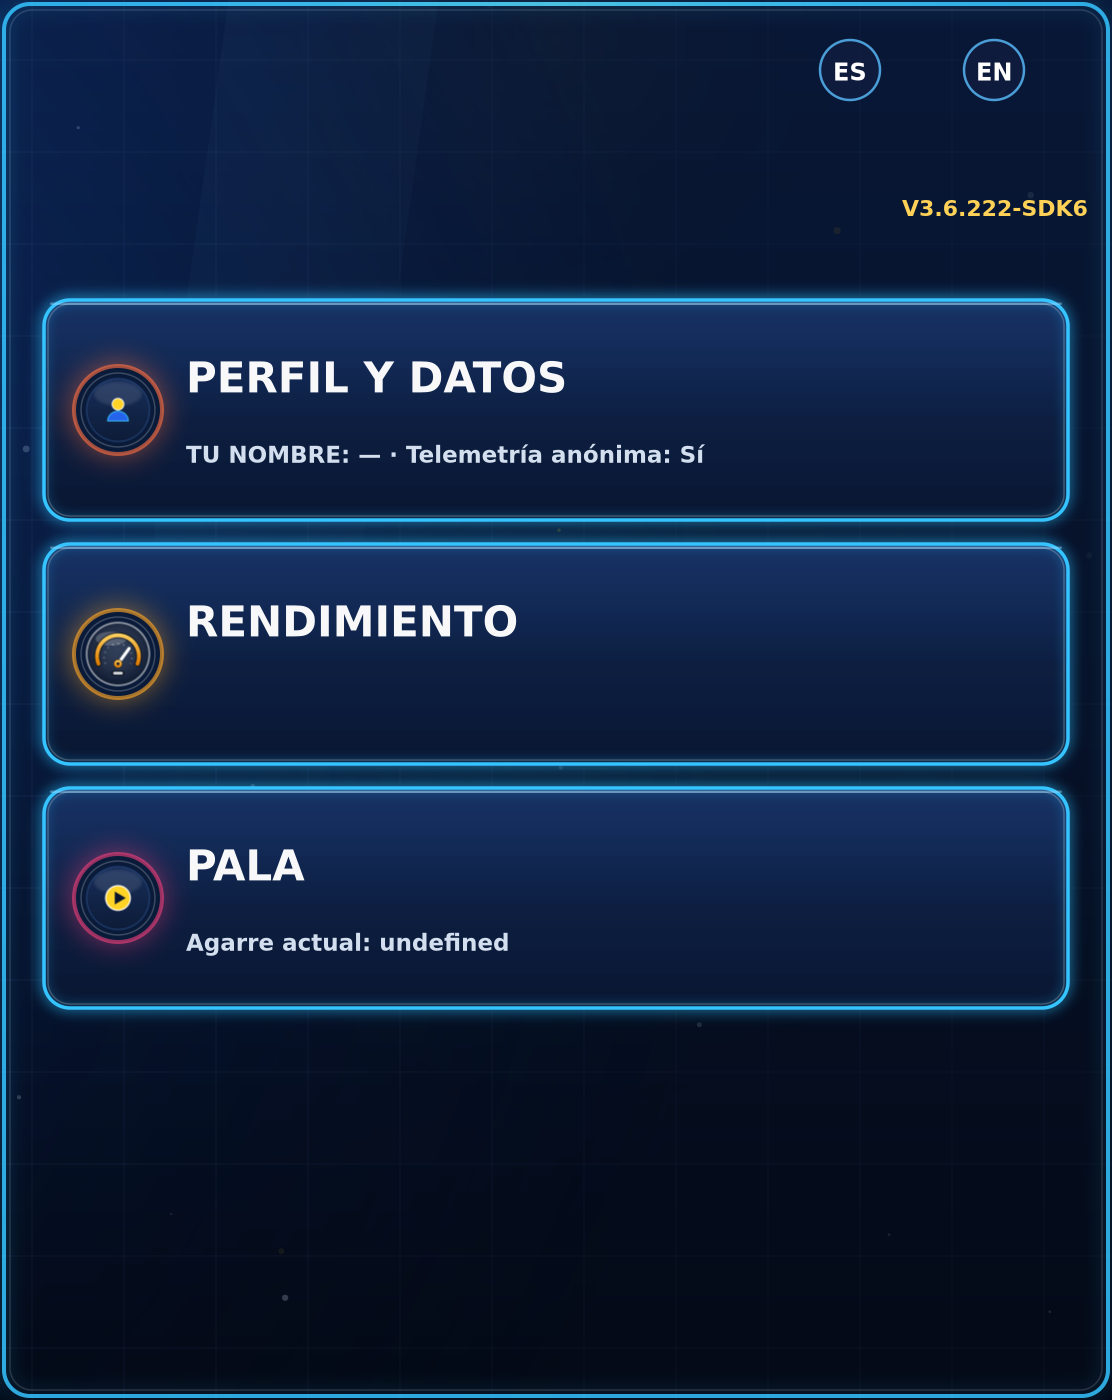 ES EN
V3.6.222-SDK6
PERFIL Y DATOS
TU NOMBRE: — · Telemetría anónima: Sí
RENDIMIENTO
PALA
Agarre actual: undefined